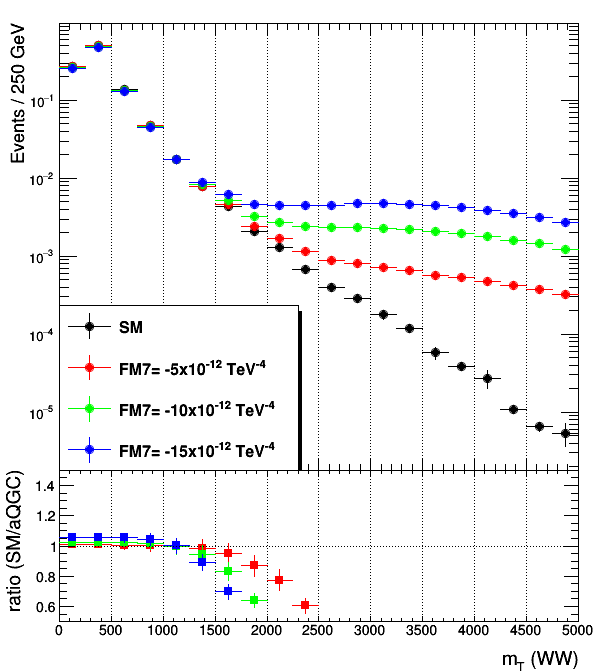 Events / 250 GeV
10⁻¹
10⁻²
10⁻³
10⁻⁴
10⁻⁵
SM
FM7= -5x10⁻¹² TeV⁻⁴
FM7= -10x10⁻¹² TeV⁻⁴
FM7= -15x10⁻¹² TeV⁻⁴
ratio (SM/aQGC)
1.4
1.2
1
0.8
0.6
0 500 1000 1500 2000 2500 3000 3500 4000 4500 5000
m_T (WW)